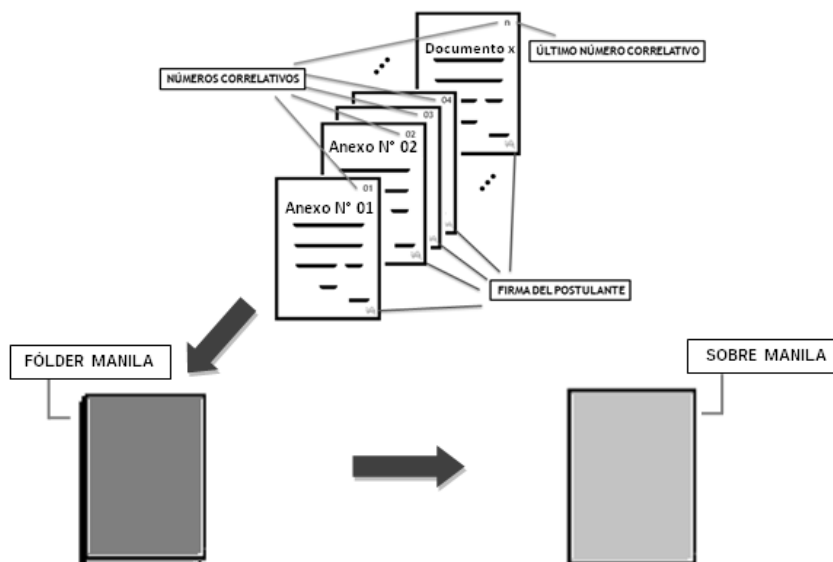 n
Documento x
ÚLTIMO NÚMERO CORRELATIVO
NÚMEROS CORRELATIVOS
04
03
02
Anexo N° 02
01
Anexo N° 01
FIRMA DEL POSTULANTE
FÓLDER MANILA
SOBRE MANILA